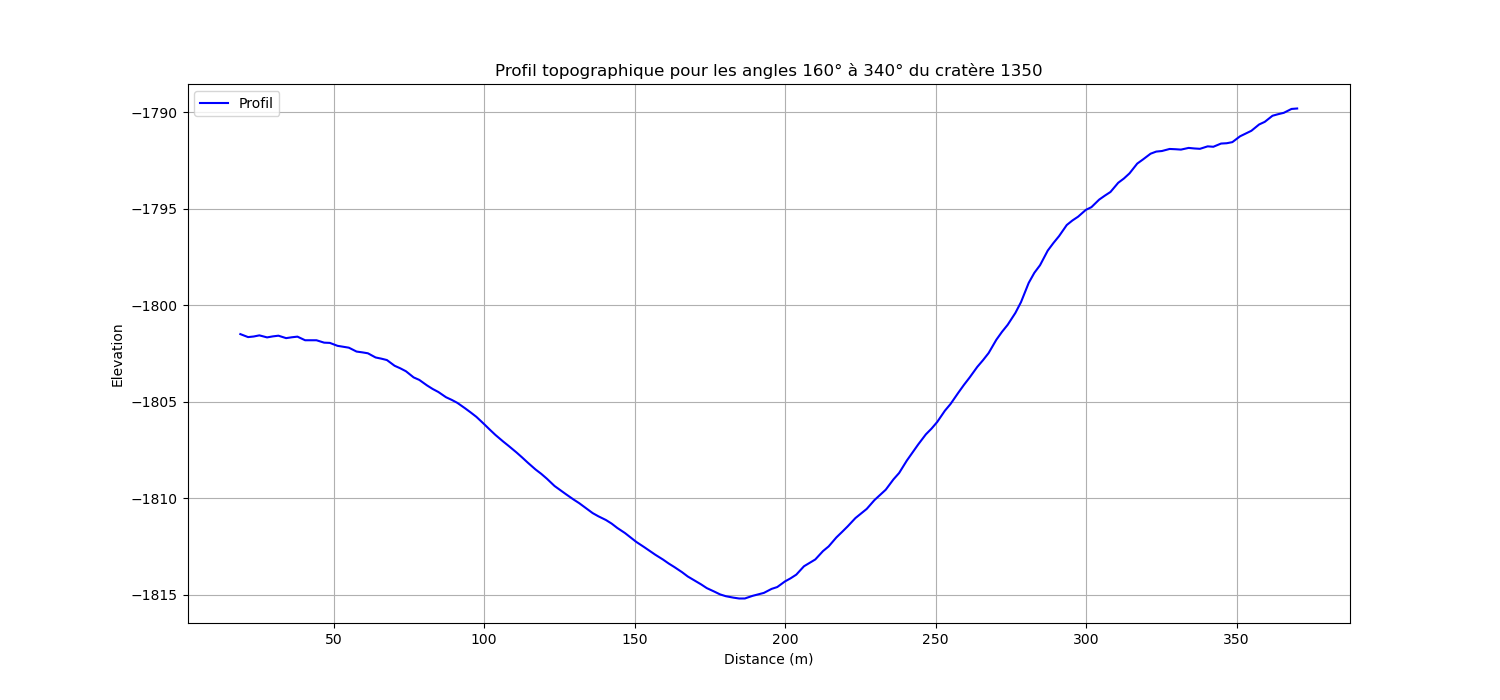 Profil topographique pour les angles 160° à 340° du cratère 1350
Profil
−1790
−1795
−1800
−1805
−1810
−1815
Elevation
50 100 150 200 250 300 350
Distance (m)